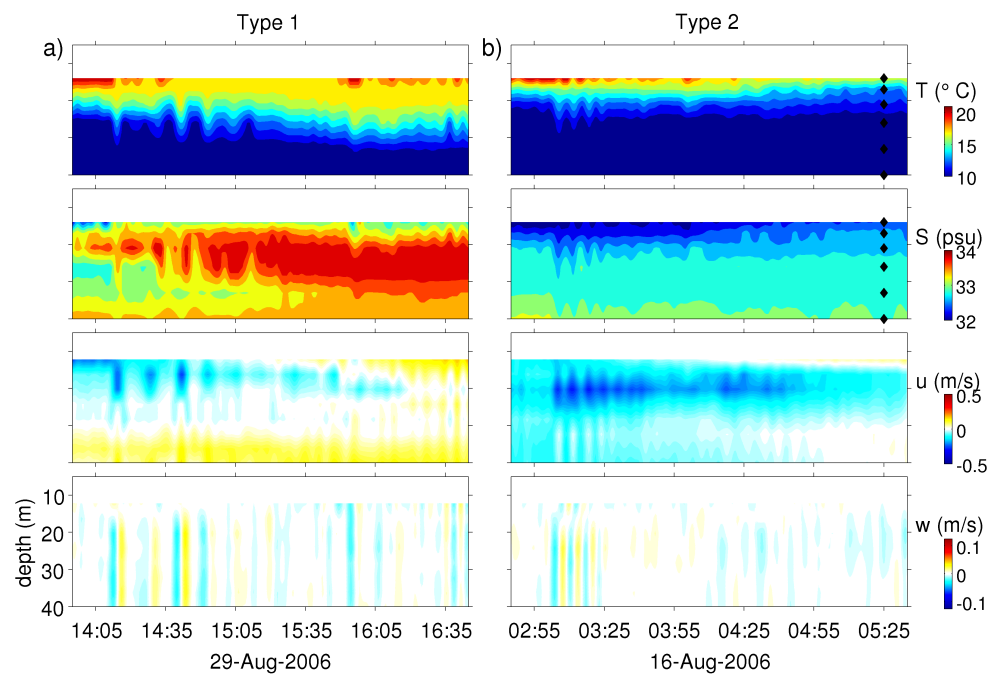 Type 1
Type 2
a)
b)
T (° C)
20
15
10
S (psu)
34
33
32
u (m/s)
0.5
0
-0.5
w (m/s)
0.1
0
-0.1
depth (m)
10
20
30
40
14:05 14:35 15:05 15:35 16:05 16:35
02:55 03:25 03:55 04:25 04:55 05:25
29-Aug-2006
16-Aug-2006